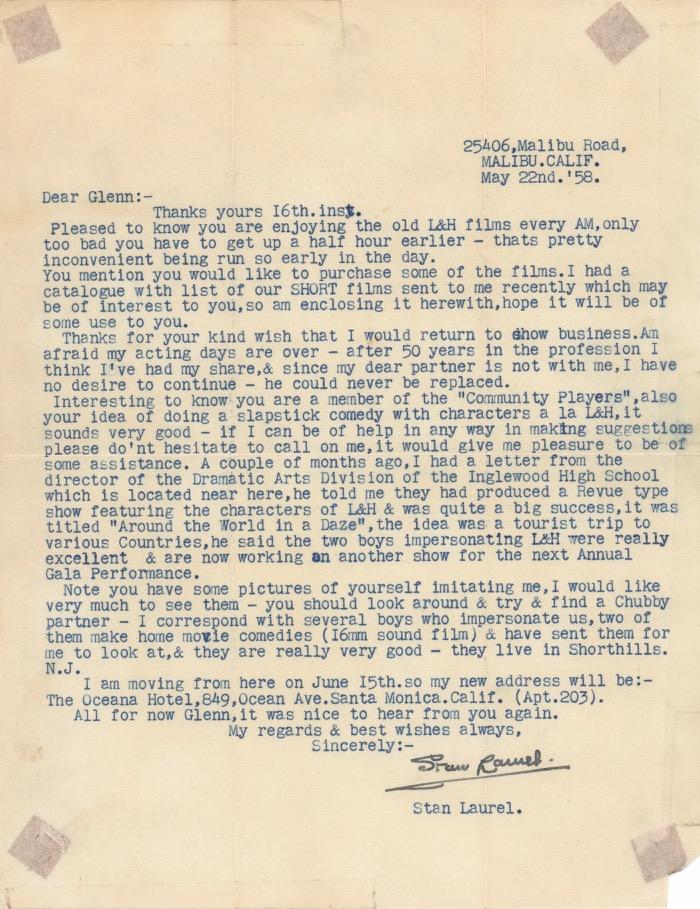 25406,Malibu Road,
MALIBU.CALIF.
May 22nd.'58.
Dear Glenn:-
Thanks yours I6th.inst.
Pleased to know you are enjoying the old L&H films every AM,only
too bad you have to get up a half hour earlier - thats pretty
inconvenient being run so early in the day.
You mention you would like to purchase some of the films.I had a
catalogue with list of our SHORT films sent to me recently which may
be of interest to you,so am enclosing it herewith,hope it will be of
some use to you.
Thanks for your kind wish that I would return to show business.Am
afraid my acting days are over - after 50 years in the profession I
think I've had my share,& since my dear partner is not with me,I have
no desire to continue - he could never be replaced.
Interesting to know you are a member of the "Community Players",also
your idea of doing a slapstick comedy with characters a la L&H,it
sounds very good - if I can be of help in any way in making suggestions
please do'nt hesitate to call on me,it would give me pleasure to be of
some assistance. A couple of months ago,I had a letter from the
director of the Dramatic Arts Division of the Inglewood High School
which is located near here,he told me they had produced a Revue type
show featuring the characters of L&H & was quite a big success,it was
titled "Around the World in a Daze",the idea was a tourist trip to
various Countries,he said the two boys impersonating L&H were really
excellent & are now working on another show for the next Annual
Gala Performance.
Note you have some pictures of yourself imitating me,I would like
very much to see them - you should look around & try & find a Chubby
partner - I correspond with several boys who impersonate us,two of
them make home movie comedies (I6mm sound film) & have sent them for
me to look at,& they are really very good - they live in Shorthills.
N.J.
I am moving from here on June I5th.so my new address will be:-
The Oceana Hotel,849,Ocean Ave.Santa Monica.Calif. (Apt.203).
All for now Glenn,it was nice to hear from you again.
My regards & best wishes always,
Sincerely:-
Stan Laurel.
Stan Laurel.